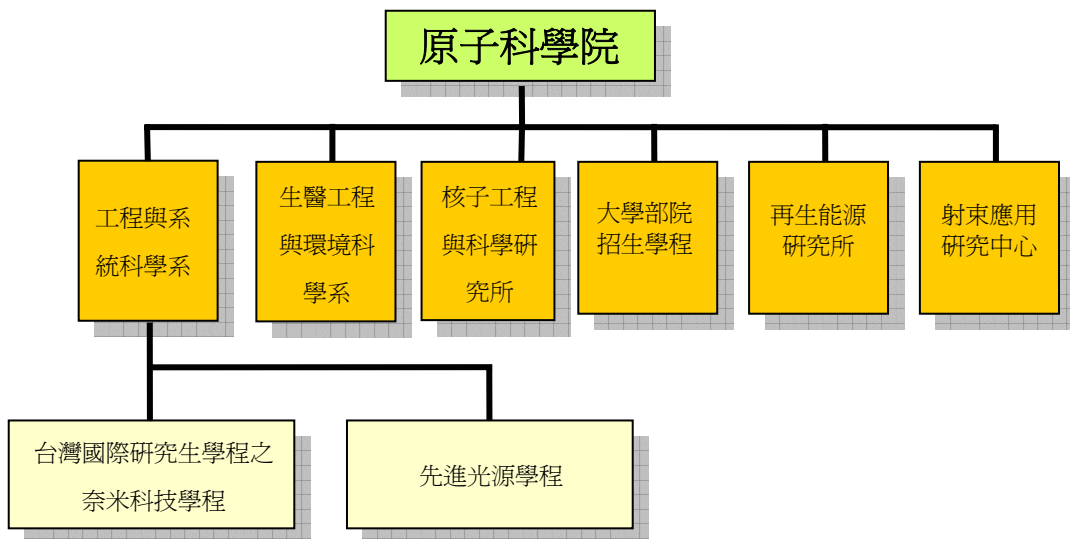 原子科學院
工程與系
統科學系
生醫工程
與環境科
學系
核子工程
與科學研
究所
大學部院
招生學程
再生能源
研究所
射束應用
研究中心
台灣國際研究生學程之
奈米科技學程
先進光源學程